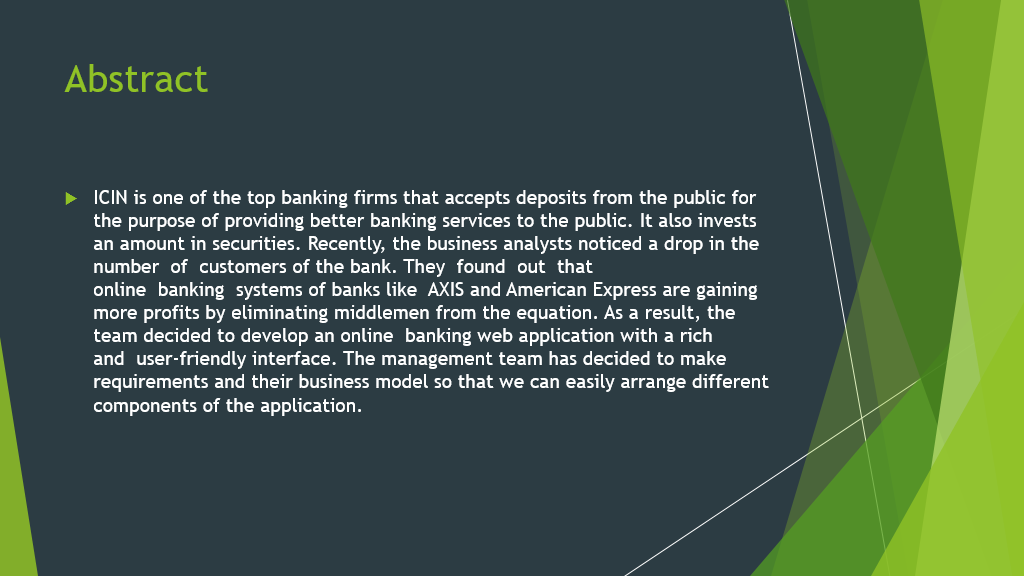 Abstract
ICIN is one of the top banking firms that accepts deposits from the public for
the purpose of providing better banking services to the public. It also invests
an amount in securities. Recently, the business analysts noticed a drop in the
number  of  customers of the bank. They  found  out  that
online  banking  systems of banks like  AXIS and American Express are gaining
more profits by eliminating middlemen from the equation. As a result, the
team decided to develop an online  banking web application with a rich
and  user-friendly interface. The management team has decided to make
requirements and their business model so that we can easily arrange different
components of the application.